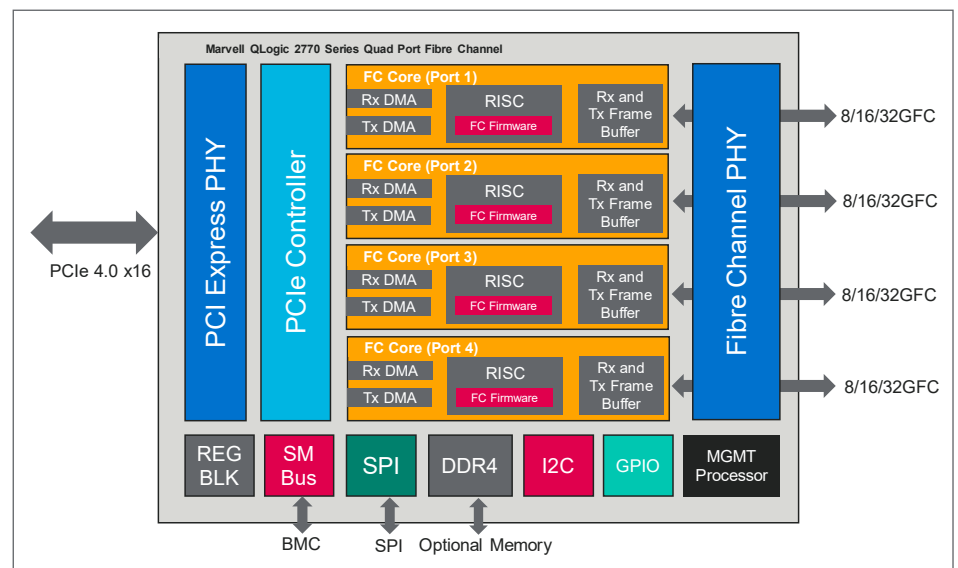 Marvell QLogic 2770 Series Quad Port Fibre Channel
PCIe 4.0 x16
PCI Express PHY
PCIe Controller
FC Core (Port 1)
Rx DMA
Tx DMA
RISC
FC Firmware
Rx and
Tx Frame
Buffer
FC Core (Port 2)
Rx DMA
Tx DMA
RISC
FC Firmware
Rx and
Tx Frame
Buffer
FC Core (Port 3)
Rx DMA
Tx DMA
RISC
FC Firmware
Rx and
Tx Frame
Buffer
FC Core (Port 4)
Rx DMA
Tx DMA
RISC
FC Firmware
Rx and
Tx Frame
Buffer
Fibre Channel PHY
8/16/32GFC
8/16/32GFC
8/16/32GFC
8/16/32GFC
REG
BLK
SM
Bus
SPI
DDR4
I2C
GPIO
MGMT
Processor
BMC
SPI
Optional Memory